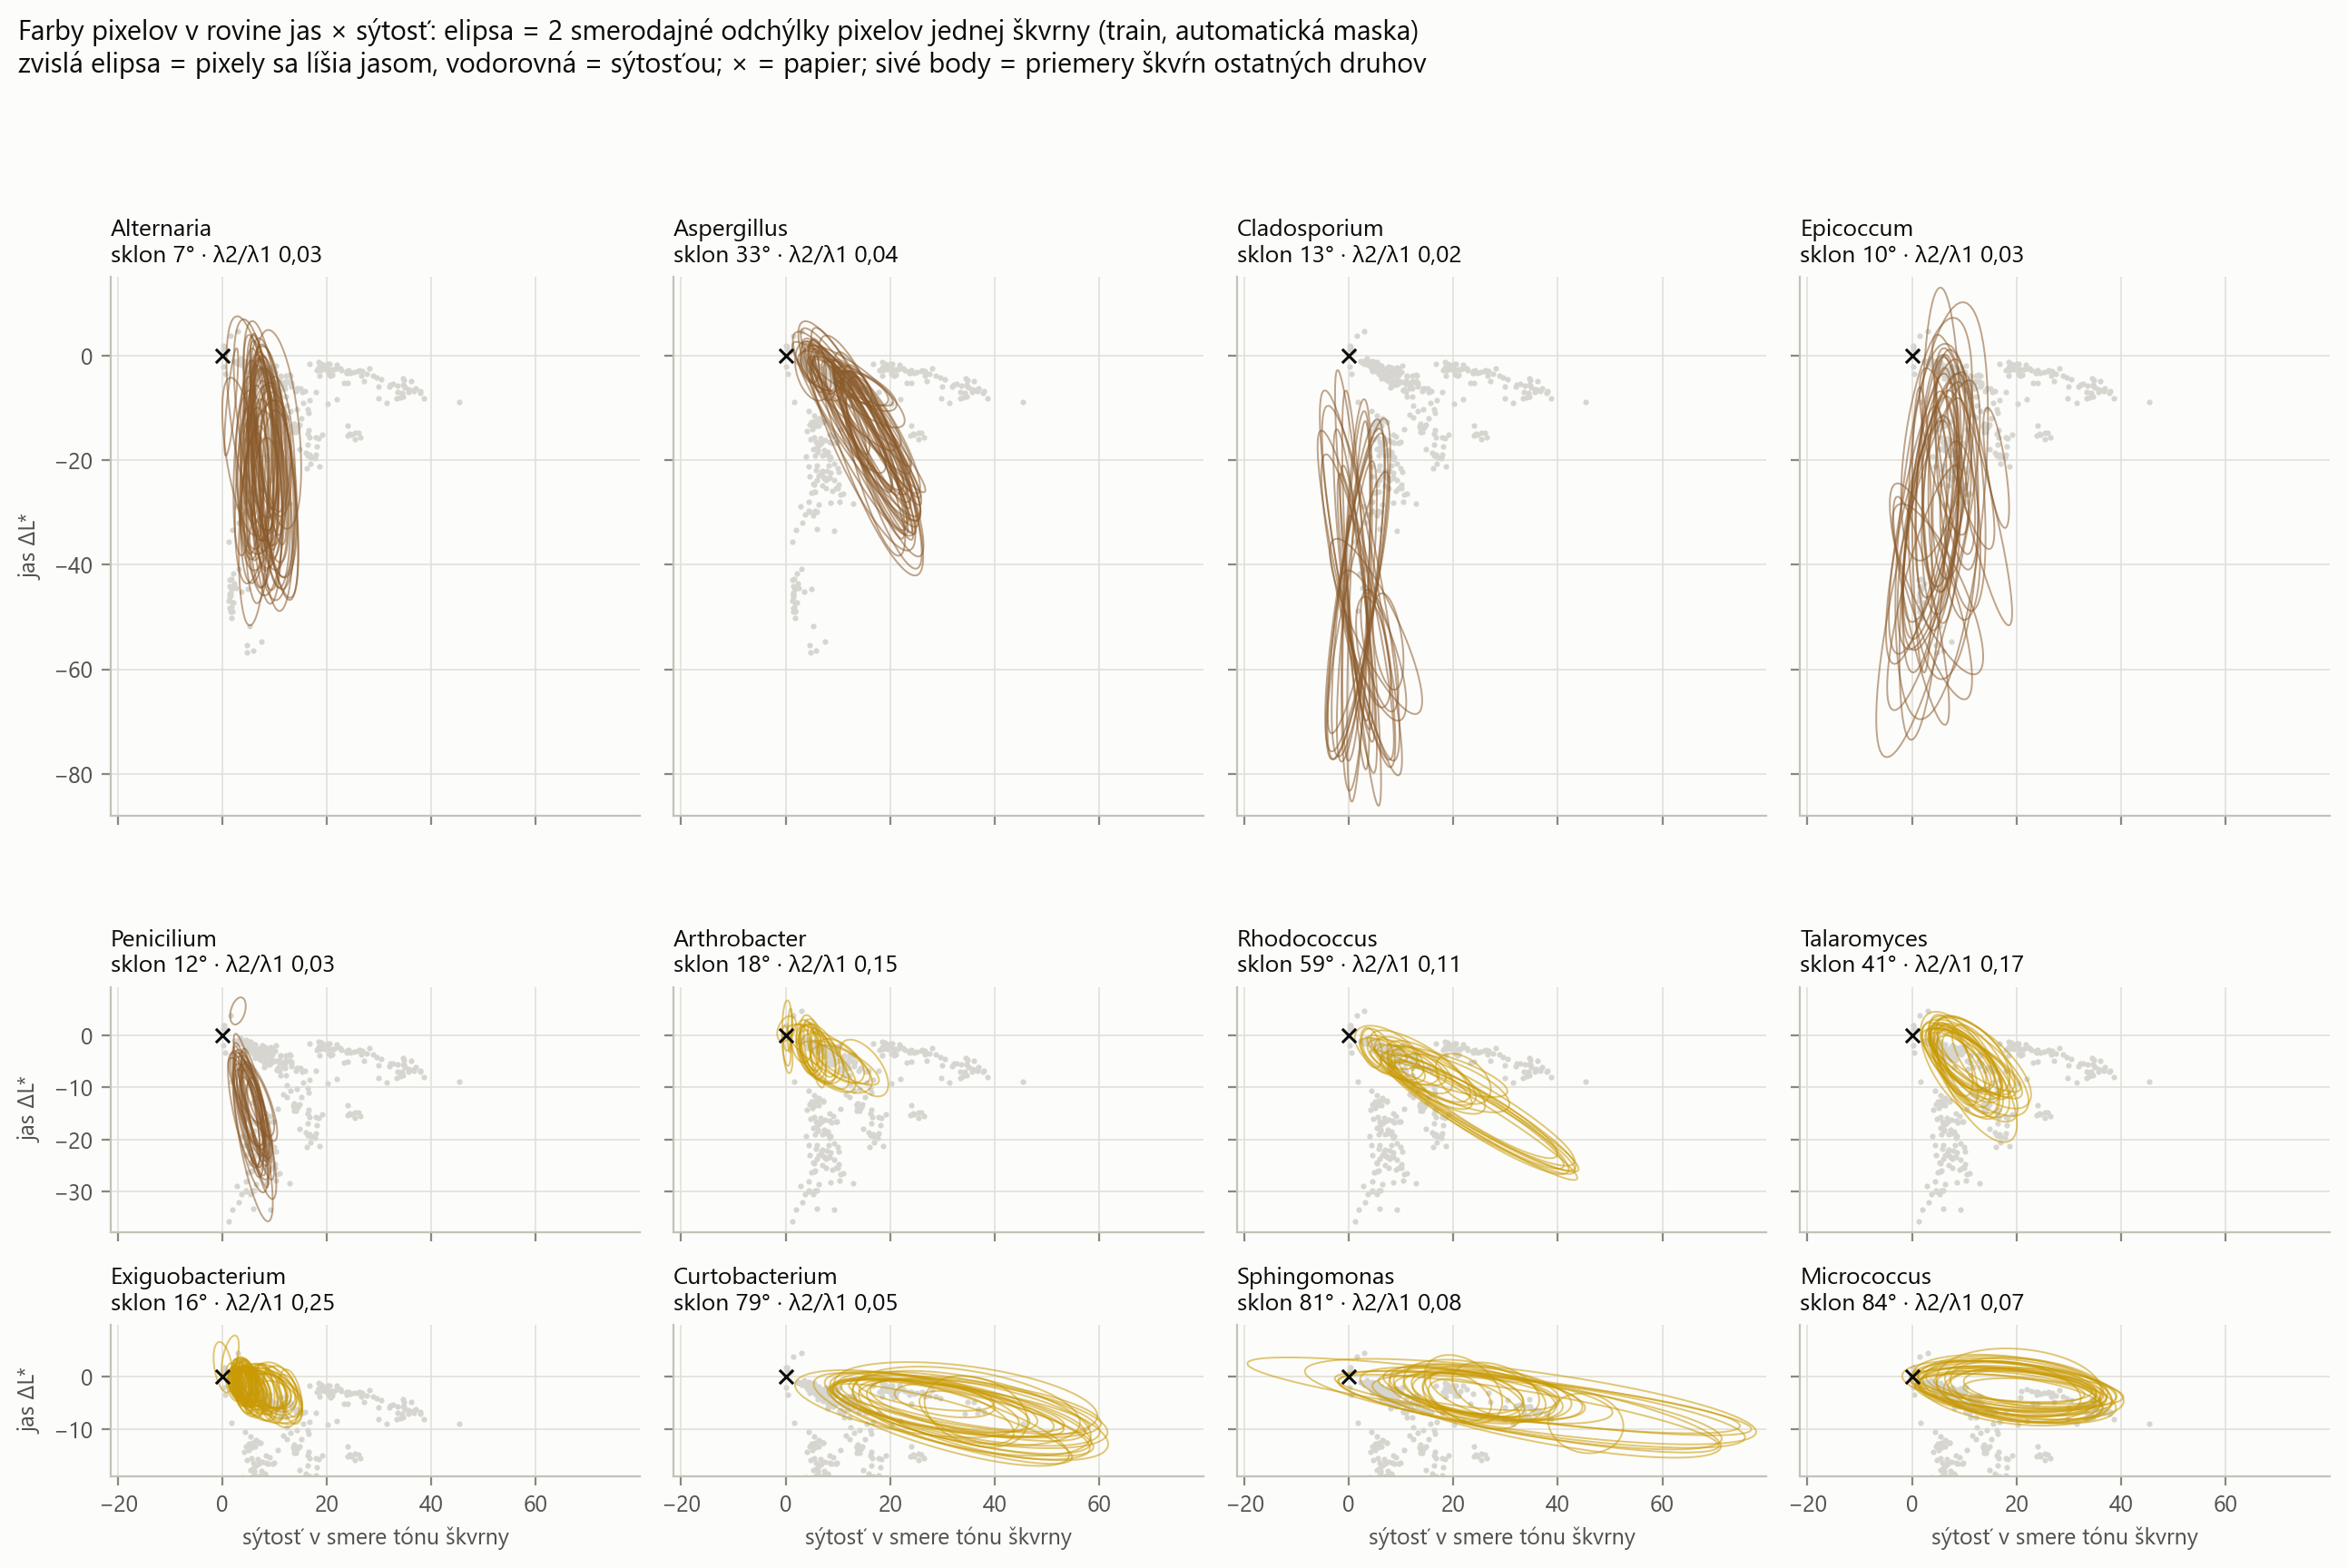 Farby pixelov v rovine jas × sýtosť: elipsa = 2 smerodajné odchýlky pixelov jednej škvrny (train, automatická maska)
zvislá elipsa = pixely sa líšia jasom, vodorovná = sýtosťou; × = papier; sivé body = priemery škvŕn ostatných druhov
Alternaria
sklon 7° · λ2/λ1 0,03
Aspergillus
sklon 33° · λ2/λ1 0,04
Cladosporium
sklon 13° · λ2/λ1 0,02
Epicoccum
sklon 10° · λ2/λ1 0,03
0
−20
−40
−60
−80
jas ΔL*
Penicilium
sklon 12° · λ2/λ1 0,03
Arthrobacter
sklon 18° · λ2/λ1 0,15
Rhodococcus
sklon 59° · λ2/λ1 0,11
Talaromyces
sklon 41° · λ2/λ1 0,17
0
−10
−20
−30
jas ΔL*
Exiguobacterium
sklon 16° · λ2/λ1 0,25
Curtobacterium
sklon 79° · λ2/λ1 0,05
Sphingomonas
sklon 81° · λ2/λ1 0,08
Micrococcus
sklon 84° · λ2/λ1 0,07
0
−10
jas ΔL*
−20 0 20 40 60
−20 0 20 40 60
−20 0 20 40 60
−20 0 20 40 60
sýtosť v smere tónu škvrny
sýtosť v smere tónu škvrny
sýtosť v smere tónu škvrny
sýtosť v smere tónu škvrny